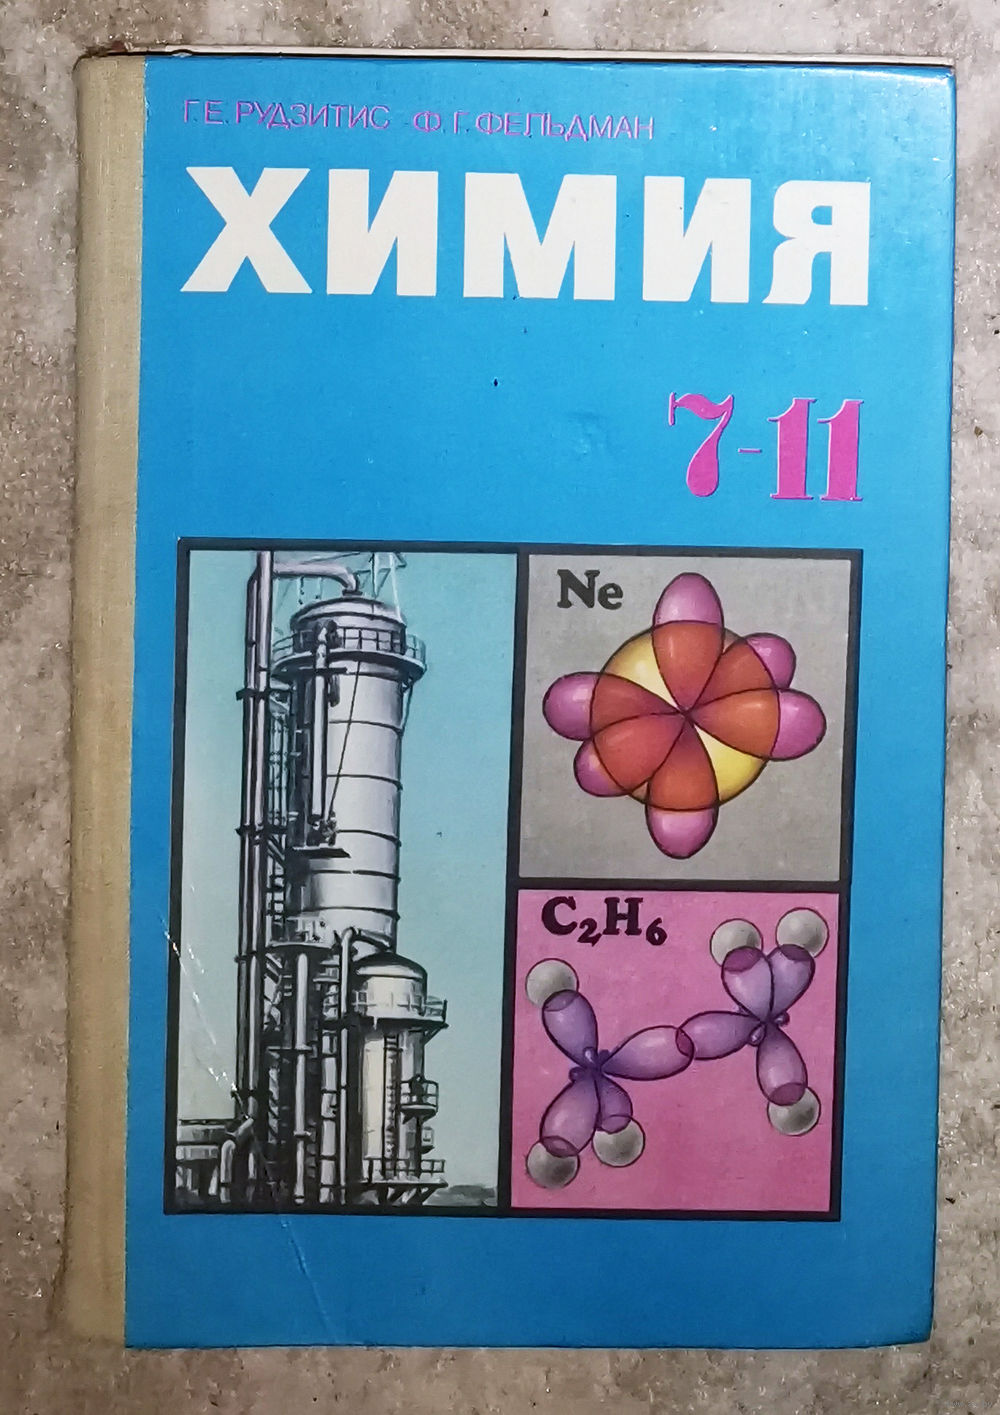 Г. Е. РУДЗИТИС Ф. Г. ФЕЛЬДМАН
ХИМИЯ
7-11
Ne
C₂H₆